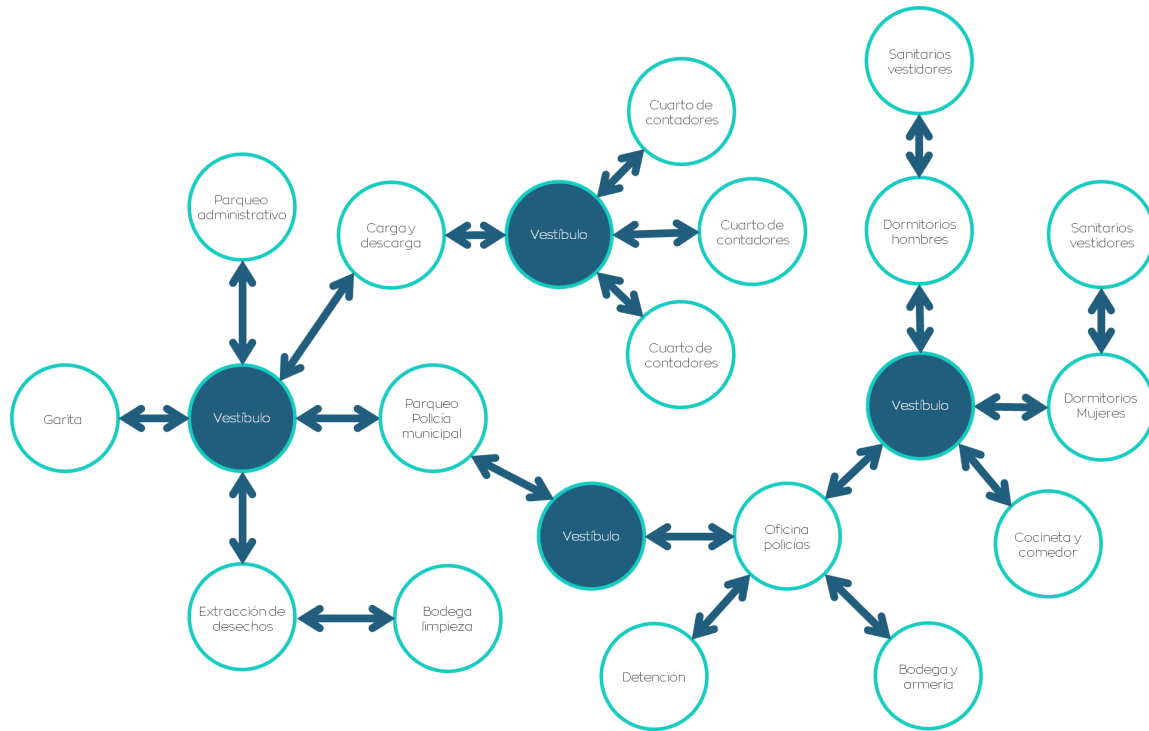 Sanitarios
vestidores
Cuarto de
contadores
Parqueo
administrativo
Carga y
descarga
Vestíbulo
Cuarto de
contadores
Dormitorios
hombres
Sanitarios
vestidores
Cuarto de
contadores
Garita
Vestíbulo
Parqueo
Policía
municipal
Vestíbulo
Dormitorios
Mujeres
Vestíbulo
Oficina
policías
Cocineta y
comedor
Extracción de
desechos
Bodega
limpieza
Detención
Bodega y
armería